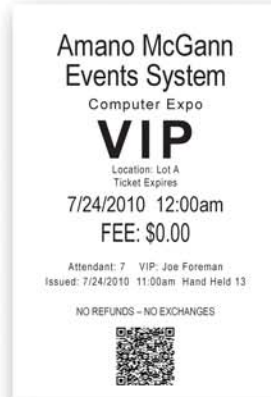 Amano McGann
Events System
Computer Expo
VIP
Location: Lot A
Ticket Expires
7/24/2010 12:00am
FEE: $0.00
Attendant: 7 VIP: Joe Foreman
Issued: 7/24/2010 11:00am Hand Held 13
NO REFUNDS – NO EXCHANGES